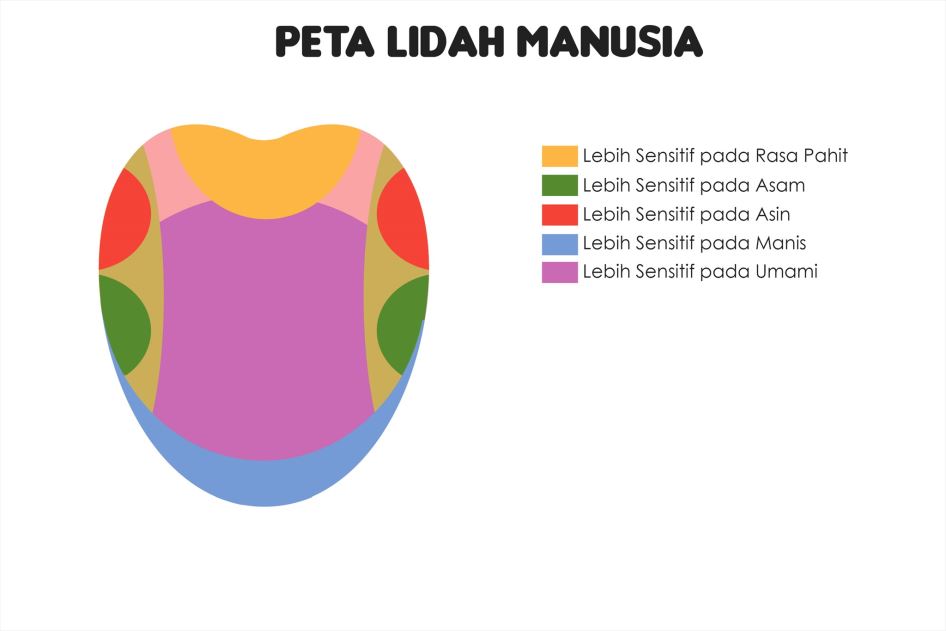 PETA LIDAH MANUSIA
Lebih Sensitif pada Rasa Pahit
Lebih Sensitif pada Asam
Lebih Sensitif pada Asin
Lebih Sensitif pada Manis
Lebih Sensitif pada Umami